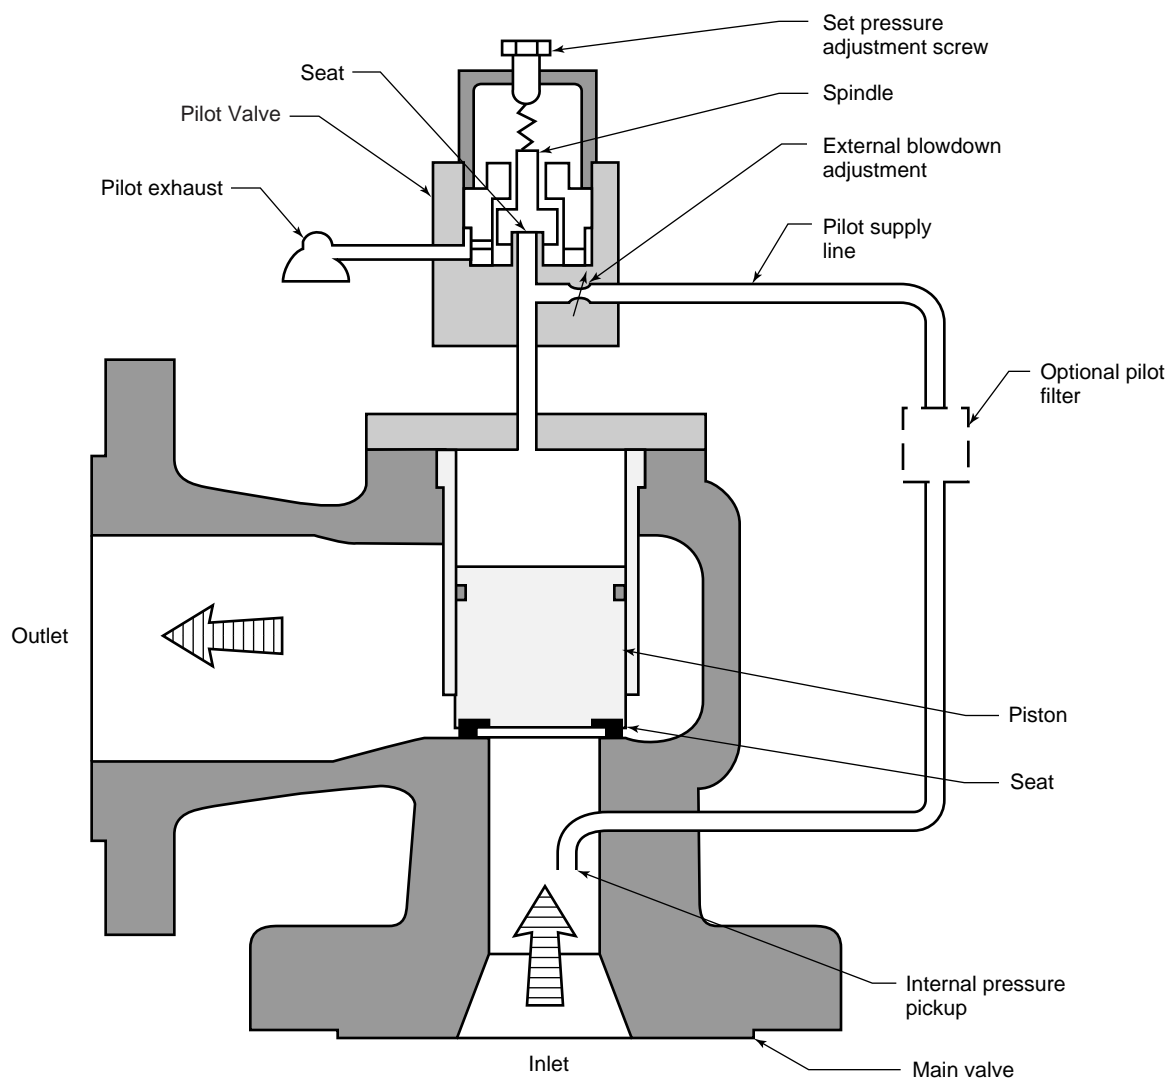 Set pressure
adjustment screw
Seat
Spindle
Pilot Valve
External blowdown
adjustment
Pilot exhaust
Pilot supply
line
Optional pilot
filter
Outlet
Piston
Seat
Internal pressure
pickup
Inlet
Main valve